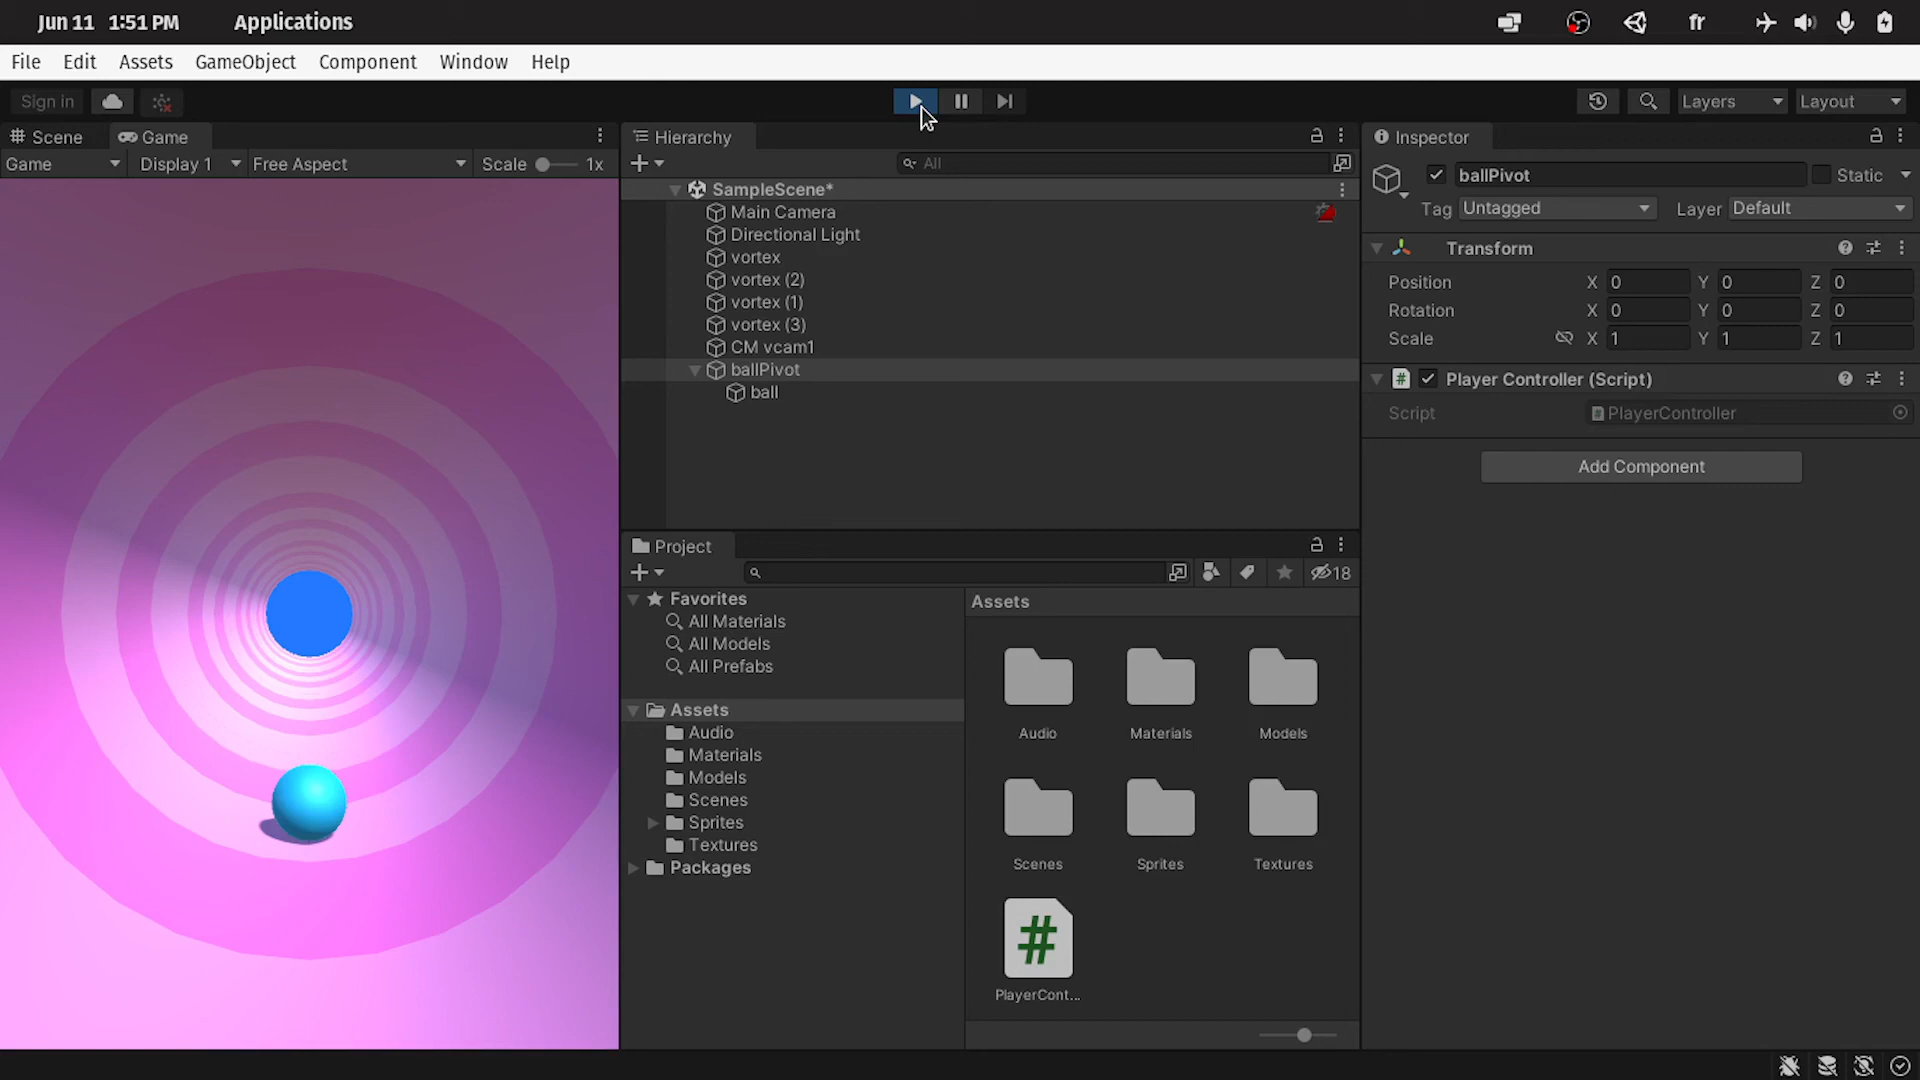 Jun 11 1:51 PM Applications fr
File Edit Assets GameObject Component Window Help
Sign in Layers Layout
Scene Game
Game Display 1 Free Aspect Scale 1x
Hierarchy
All
SampleScene*
Main Camera
Directional Light
vortex
vortex (2)
vortex (1)
vortex (3)
CM vcam1
ballPivot
ball
Project
18
Favorites
All Materials
All Models
All Prefabs
Assets
Audio
Materials
Models
Scenes
Sprites
Textures
Packages
Assets
Audio Materials Models
Scenes Sprites Textures
#
PlayerCont...
Inspector
ballPivot Static
Tag Untagged Layer Default
Transform
Position X 0 Y 0 Z 0
Rotation X 0 Y 0 Z 0
Scale X 1 Y 1 Z 1
# Player Controller (Script)
Script PlayerController
Add Component